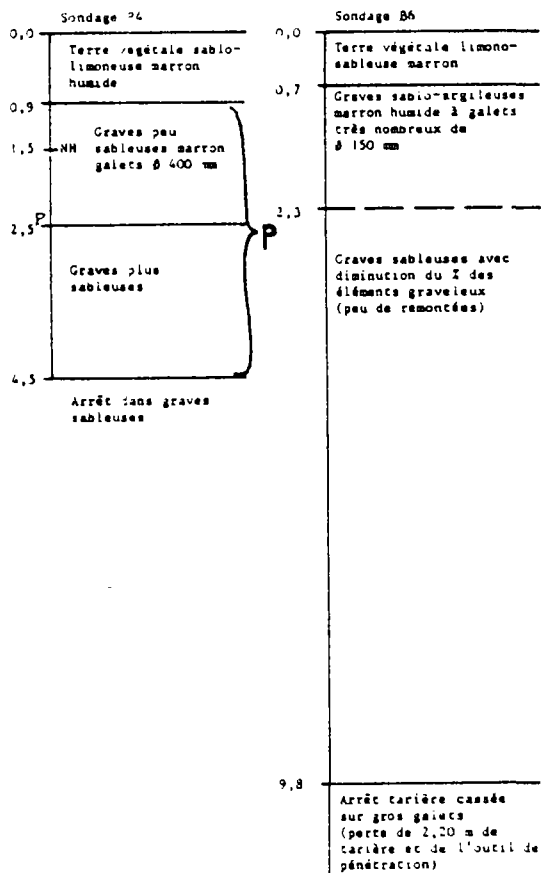 Sondage P4
0,0
Terre végétale sablo-
limoneuse marron
humide
0,9
Graves peu
sableuses marron
galets ϕ 400 mm
1,5
NH
P
2,5
P
Graves plus
sableuses
4,5
Arrêt dans graves
sableuses
Sondage B6
0,0
Terre végétale limono-
sableuse marron
0,7
Graves sablo-argileuses
marron humide à galets
très nombreux de
ϕ 150 mm
2,3
Graves sableuses avec
diminution du % des
éléments graveleux
(peu de remontées)
9,8
Arrêt tarière cassée
sur gros galets
(perte de 2,20 m de
tarière et de l'outil de
pénétration)